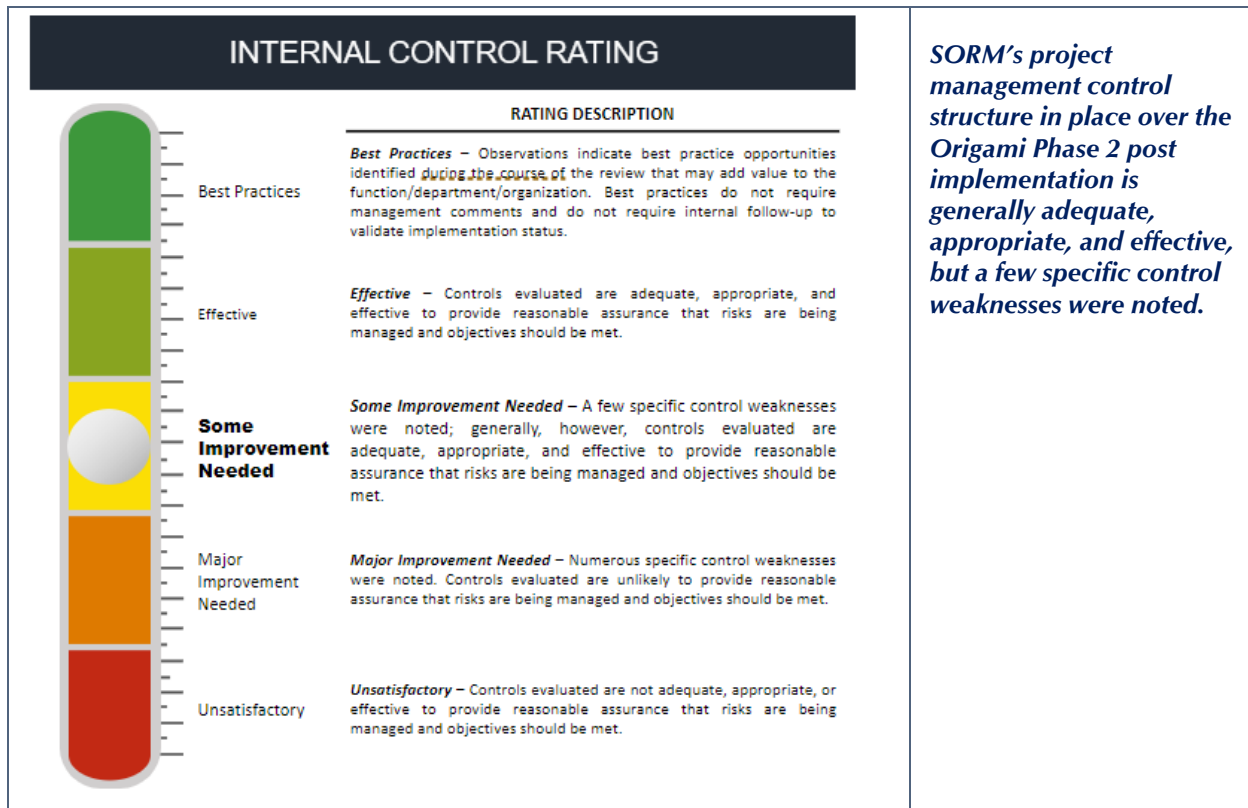 INTERNAL CONTROL RATING
RATING DESCRIPTION
Best Practices
Best Practices – Observations indicate best practice opportunities
identified during the course of the review that may add value to the
function/department/organization. Best practices do not require
management comments and do not require internal follow-up to
validate implementation status.
Effective
Effective – Controls evaluated are adequate, appropriate, and
effective to provide reasonable assurance that risks are being
managed and objectives should be met.
Some
Improvement
Needed
Some Improvement Needed – A few specific control weaknesses
were noted; generally, however, controls evaluated are
adequate, appropriate, and effective to provide reasonable
assurance that risks are being managed and objectives should be
met.
Major
Improvement
Needed
Major Improvement Needed – Numerous specific control weaknesses
were noted. Controls evaluated are unlikely to provide reasonable
assurance that risks are being managed and objectives should be met.
Unsatisfactory
Unsatisfactory – Controls evaluated are not adequate, appropriate, or
effective to provide reasonable assurance that risks are being
managed and objectives should be met.
SORM’s project
management control
structure in place over the
Origami Phase 2 post
implementation is
generally adequate,
appropriate, and effective,
but a few specific control
weaknesses were noted.